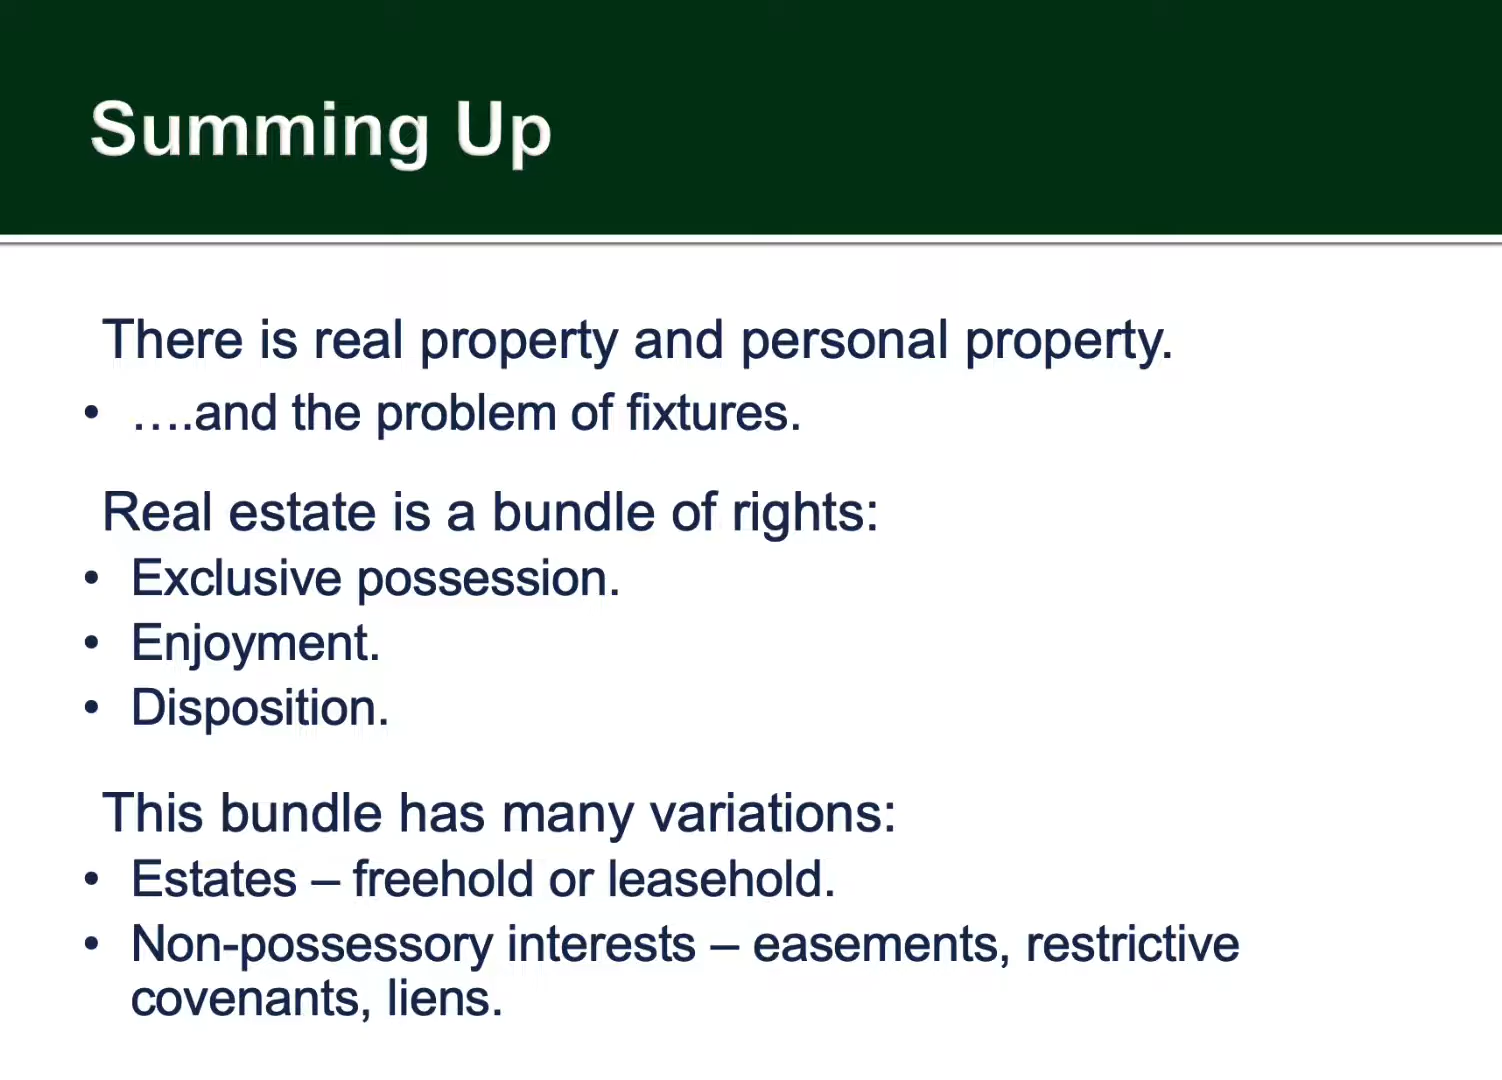 Summing Up
There is real property and personal property.
• ….and the problem of fixtures.
Real estate is a bundle of rights:
• Exclusive possession.
• Enjoyment.
• Disposition.
This bundle has many variations:
• Estates – freehold or leasehold.
• Non-possessory interests – easements, restrictive
covenants, liens.